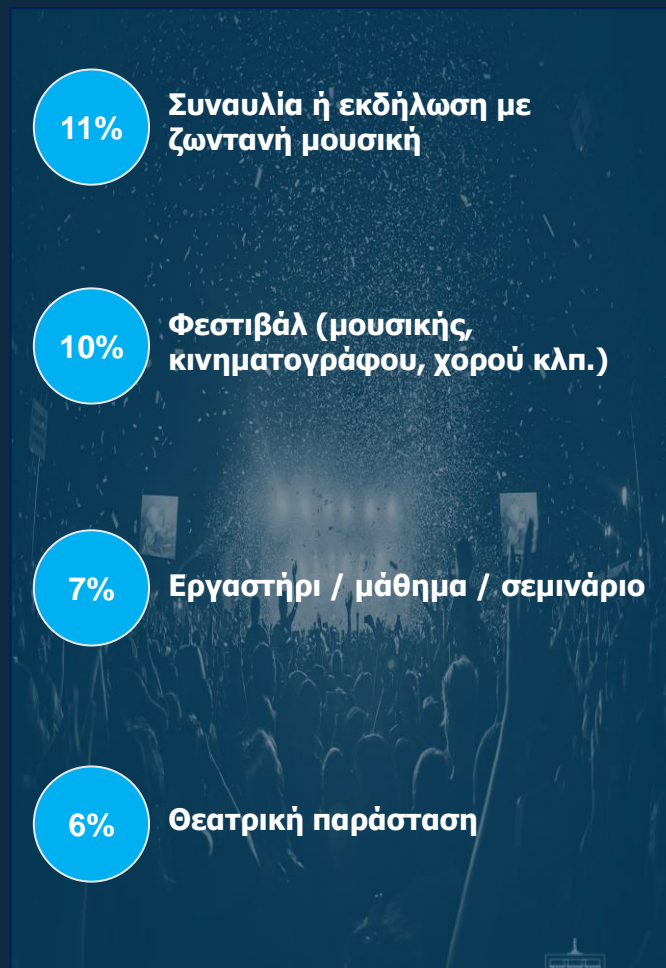 11%
Συναυλία ή εκδήλωση με
ζωντανή μουσική
10%
Φεστιβάλ (μουσικής,
κινηματογράφου, χορού κλπ.)
7%
Εργαστήρι / μάθημα / σεμινάριο
6%
Θεατρική παράσταση